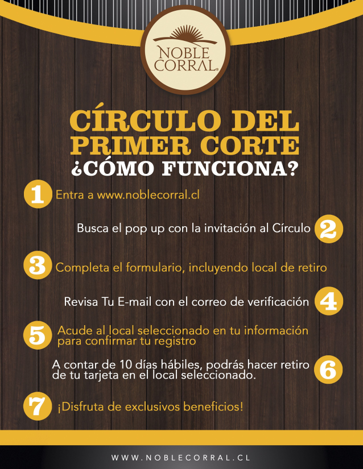 NOBLE
CORRAL
CÍRCULO DEL
PRIMER CORTE
¿CÓMO FUNCIONA?
1 Entra a www.noblecorral.cl
Busca el pop up con la invitación al Círculo 2
3 Completa el formulario, incluyendo local de retiro
Revisa Tu E-mail con el correo de verificación 4
5 Acude al local seleccionado en tu información
para confirmar tu registro
A contar de 10 días hábiles, podrás hacer retiro
de tu tarjeta en el local seleccionado. 6
7 ¡Disfruta de exclusivos beneficios!
WWW.NOBLECORRAL.CL